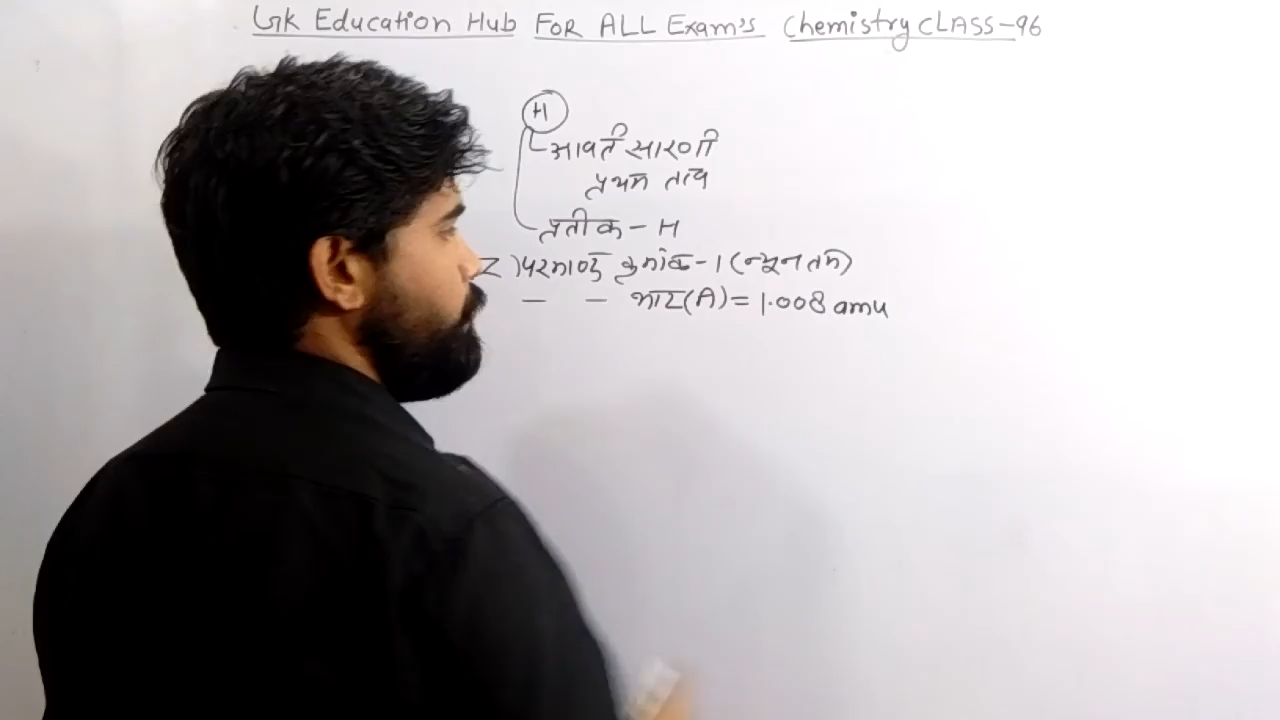 GK Education Hub FOR ALL Exam's Chemistry CLASS-96
H
आवर्त सारणी
प्रथम तत्व
प्रतीक - H
Z) परमाणु क्रमांक - 1 (न्यूनतम)
— — भार(A) = 1.008 amu